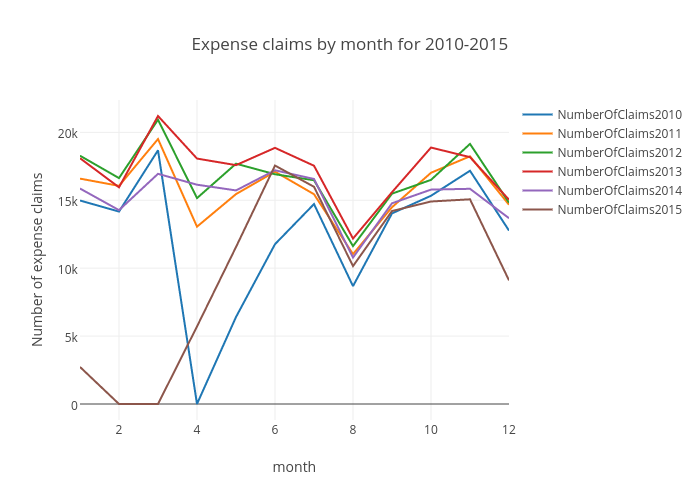 Expense claims by month for 2010-2015
Number of expense claims
20k
15k
10k
5k
0
2
4
6
8
10
12
month
NumberOfClaims2010
NumberOfClaims2011
NumberOfClaims2012
NumberOfClaims2013
NumberOfClaims2014
NumberOfClaims2015